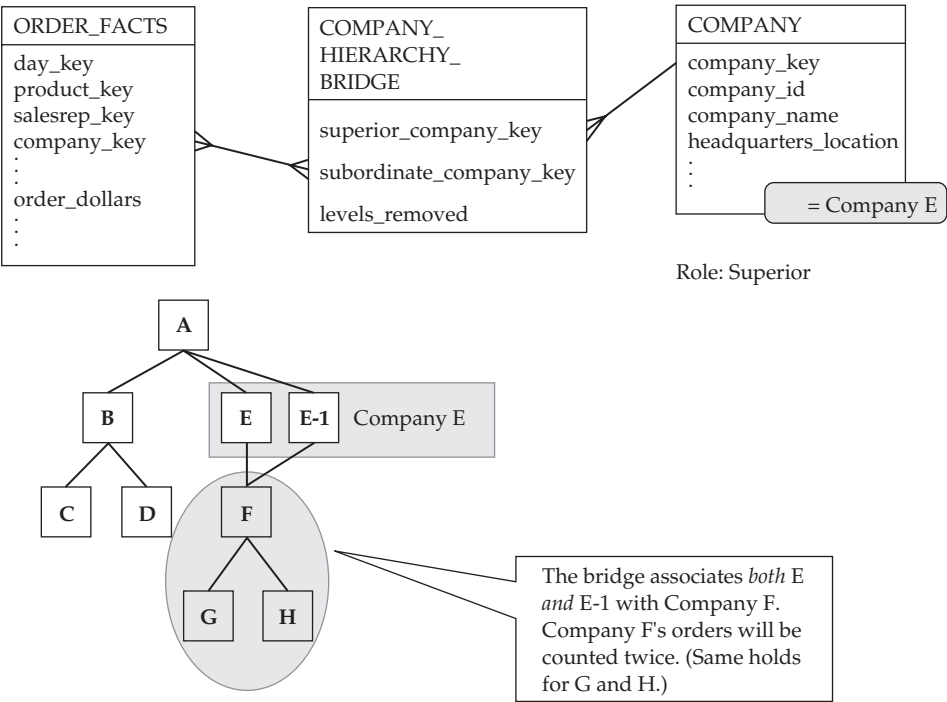 ORDER_FACTS
day_key
product_key
salesrep_key
company_key
.
.
.
order_dollars
.
.
.
COMPANY_
HIERARCHY_
BRIDGE
superior_company_key
subordinate_company_key
levels_removed
COMPANY
company_key
company_id
company_name
headquarters_location
.
.
.
= Company E
Role: Superior
A
B
E
E-1
Company E
C
D
F
G
H
The bridge associates both E
and E-1 with Company F.
Company F's orders will be
counted twice. (Same holds
for G and H.)